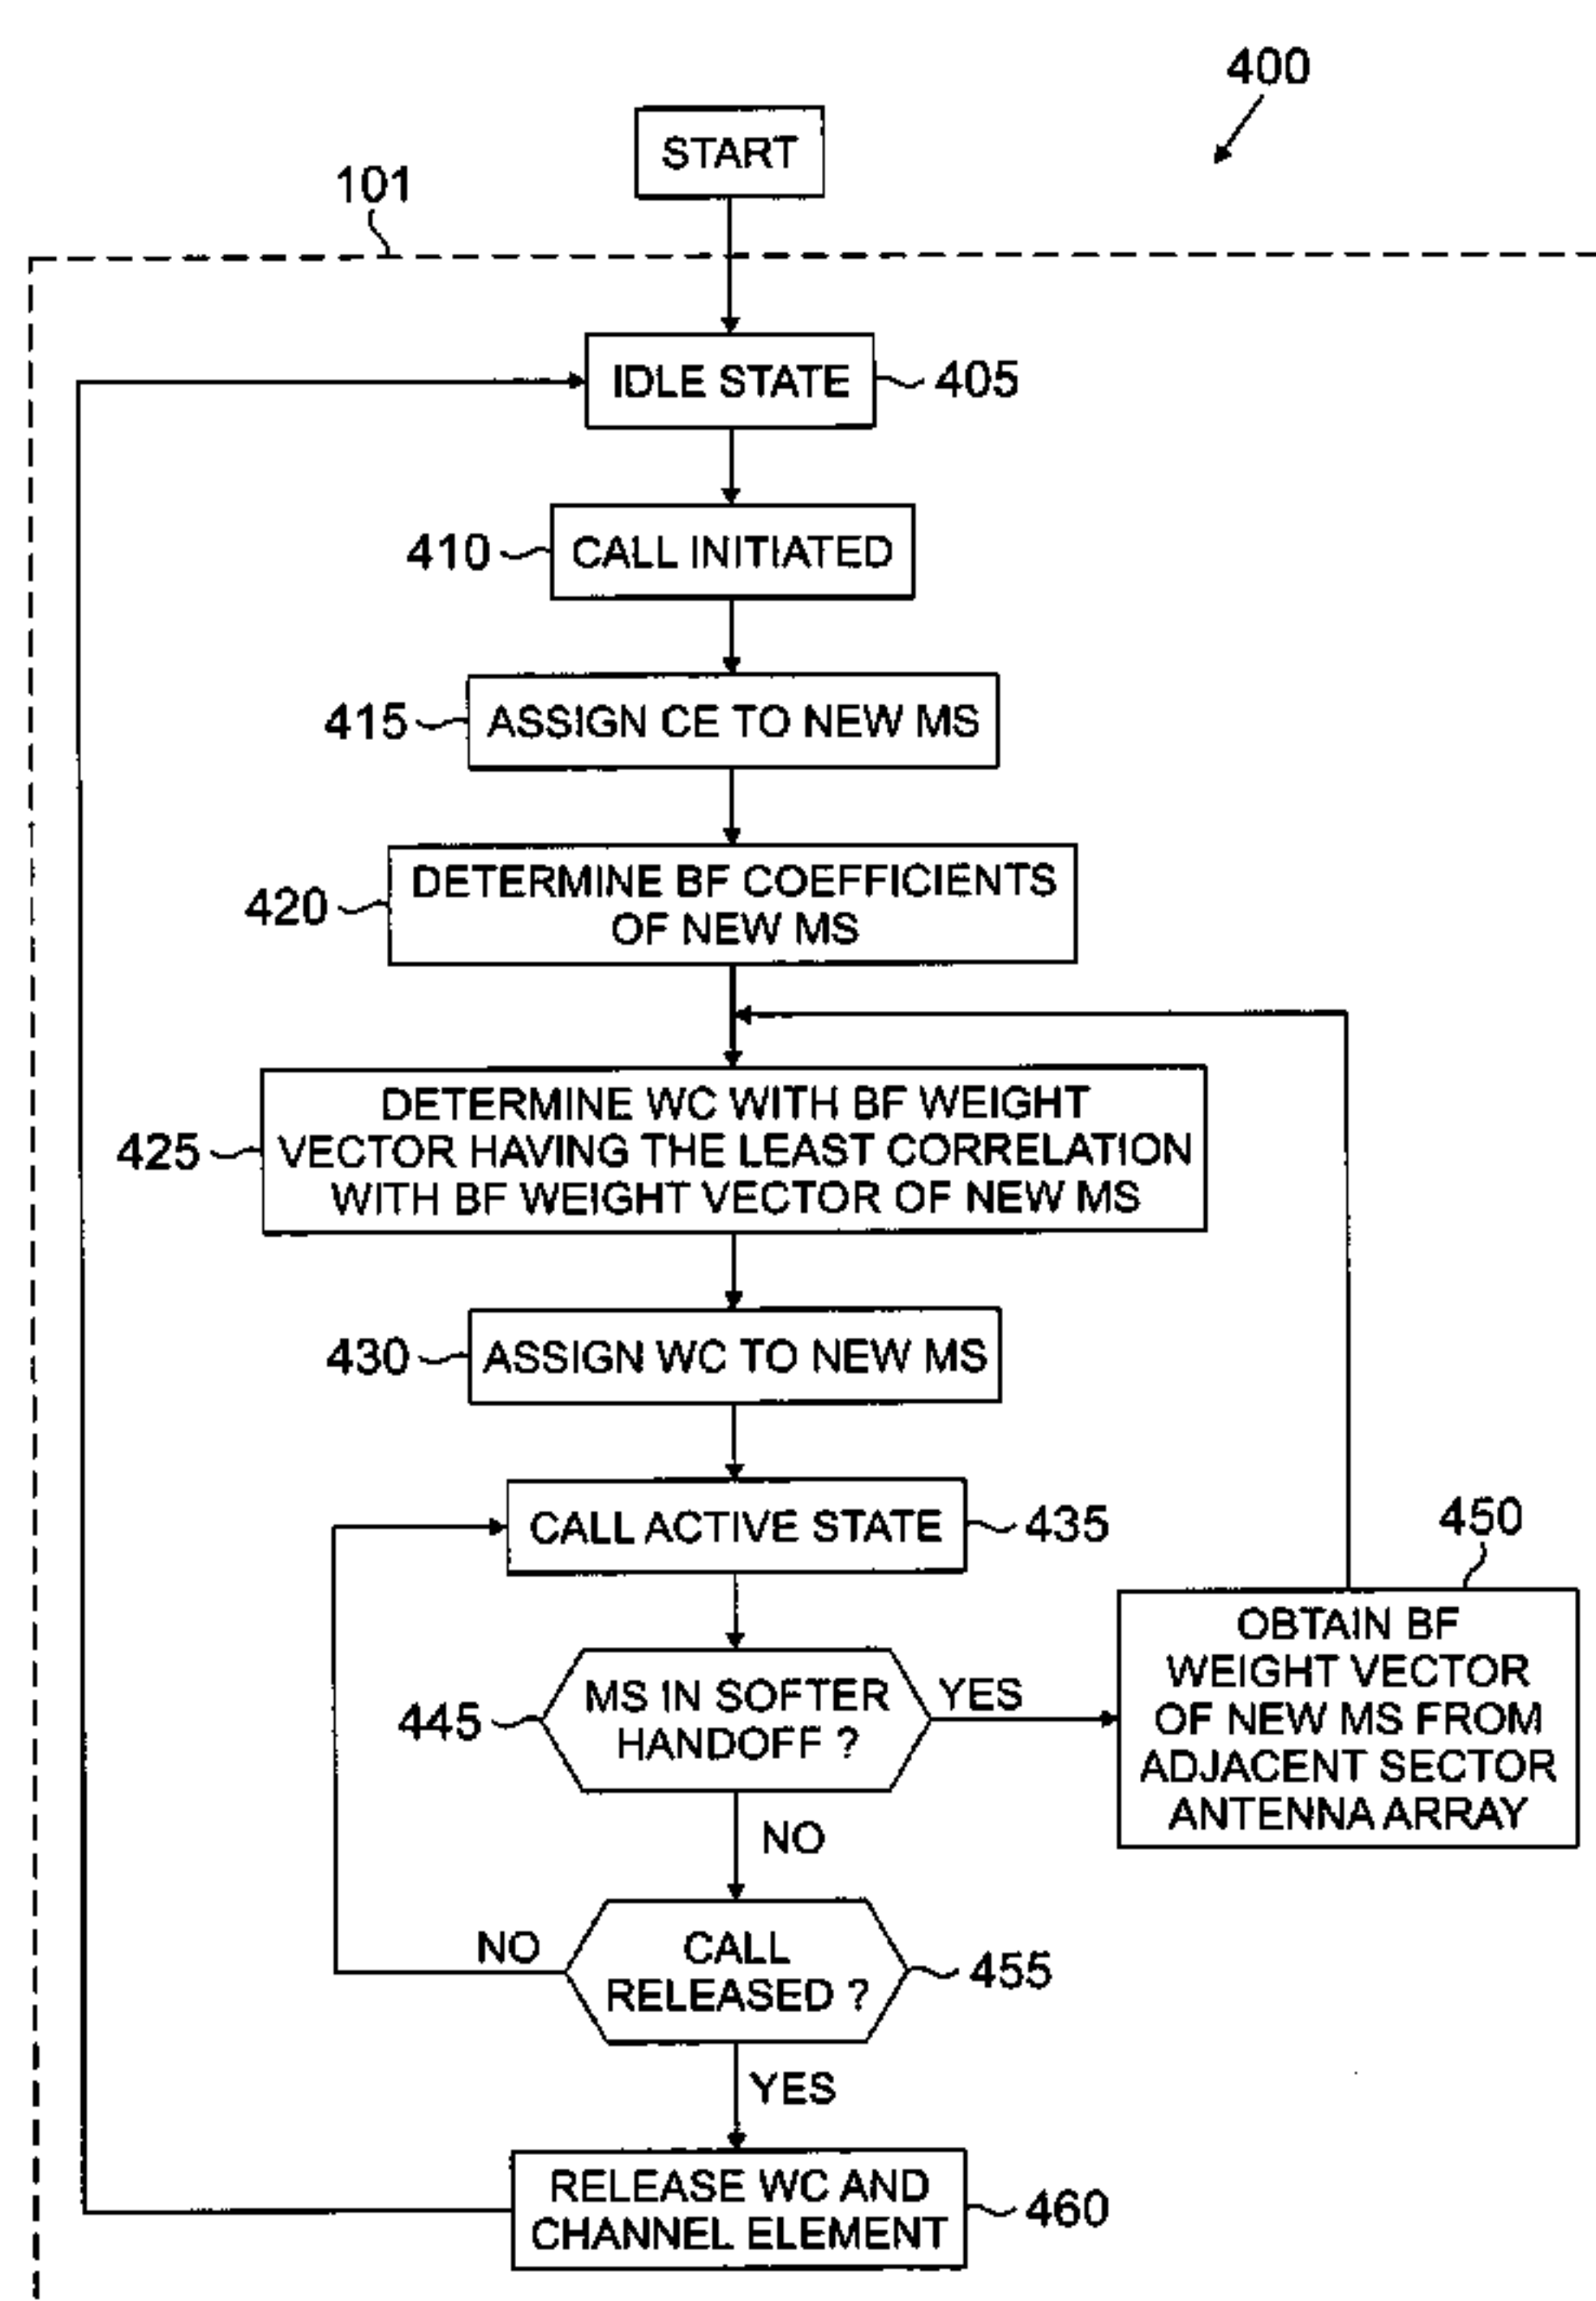 400
START
101
IDLE STATE
405
410
CALL INITIATED
415
ASSIGN CE TO NEW MS
420
DETERMINE BF COEFFICIENTS
OF NEW MS
425
DETERMINE WC WITH BF WEIGHT
VECTOR HAVING THE LEAST CORRELATION
WITH BF WEIGHT VECTOR OF NEW MS
430
ASSIGN WC TO NEW MS
CALL ACTIVE STATE
435
450
OBTAIN BF
WEIGHT VECTOR
OF NEW MS FROM
ADJACENT SECTOR
ANTENNA ARRAY
445
MS IN SOFTER
HANDOFF ?
YES
NO
NO
CALL
RELEASED ?
455
YES
RELEASE WC AND
CHANNEL ELEMENT
460